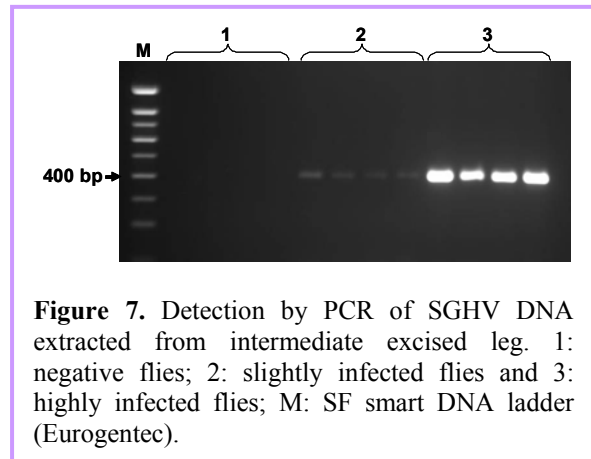 1 2 3
M
400 bp
Figure 7. Detection by PCR of SGHV DNA
extracted from intermediate excised leg. 1:
negative flies; 2: slightly infected flies and 3:
highly infected flies; M: SF smart DNA ladder
(Eurogentec).